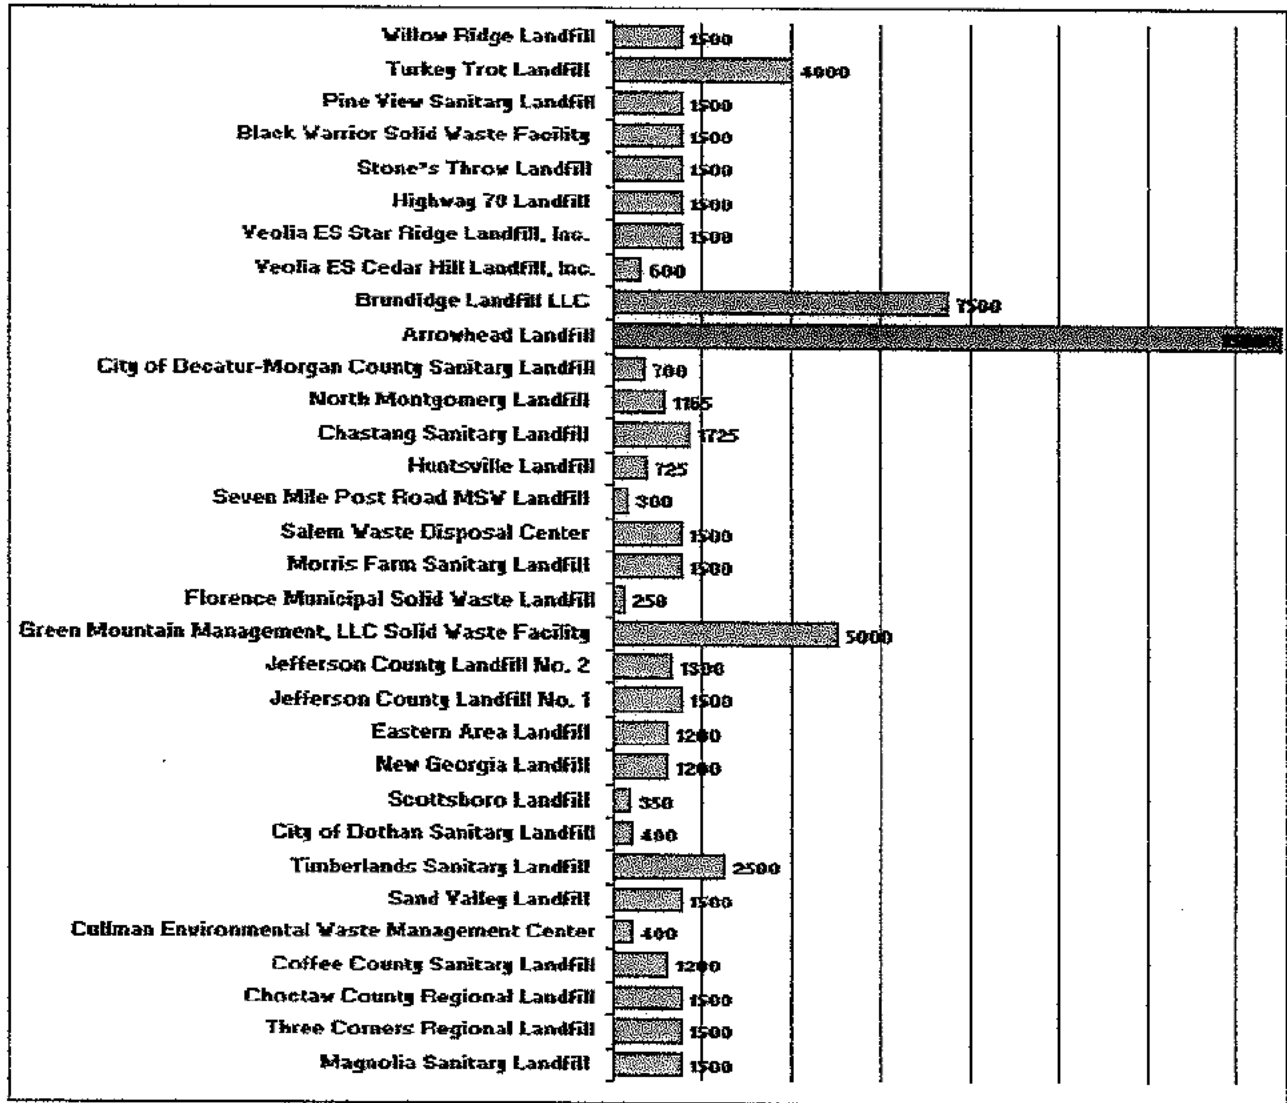 Willow Ridge Landfill 1500
Turkey Trot Landfill 4000
Pine View Sanitary Landfill 1500
Black Warrior Solid Waste Facility 1500
Stone's Throw Landfill 1500
Highway 70 Landfill 1500
Veolia ES Star Ridge Landfill, Inc. 1500
Veolia ES Cedar Hill Landfill, Inc. 600
Brundidge Landfill LLC 7500
Arrowhead Landfill 15000
City of Decatur-Morgan County Sanitary Landfill 700
North Montgomery Landfill 1165
Chastang Sanitary Landfill 1725
Huntsville Landfill 725
Seven Mile Post Road MSW Landfill 300
Salem Waste Disposal Center 1500
Morris Farm Sanitary Landfill 1500
Florence Municipal Solid Waste Landfill 250
Green Mountain Management, LLC Solid Waste Facility 5000
Jefferson County Landfill No. 2 1300
Jefferson County Landfill No. 1 1500
Eastern Area Landfill 1200
New Georgia Landfill 1200
Scottsboro Landfill 350
City of Dothan Sanitary Landfill 400
Timberlands Sanitary Landfill 2500
Sand Valley Landfill 1500
Cullman Environmental Waste Management Center 400
Coffee County Sanitary Landfill 1200
Choctaw County Regional Landfill 1500
Three Corners Regional Landfill 1500
Magnolia Sanitary Landfill 1500